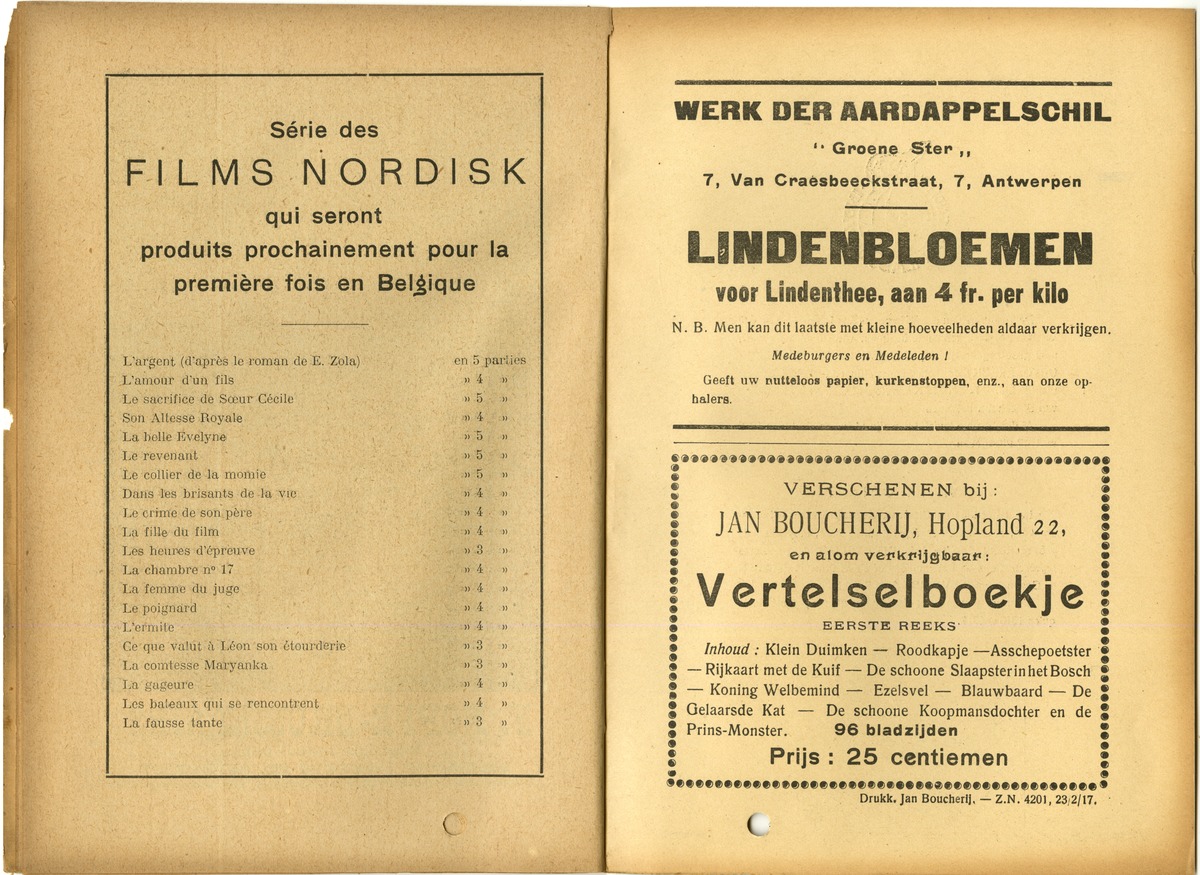 Série des
FILMS NORDISK
qui seront
produits prochainement pour la
première fois en Belgique
L'argent (d'après le roman de E. Zola) en 5 parties
L'amour d'un fils » 4 »
Le sacrifice de Sœur Cécile » 5 »
Son Altesse Royale » 4 »
La belle Evelyne » 5 »
Le revenant » 5 »
Le collier de la momie » 5 »
Dans les brisants de la vie » 4 »
Le crime de son père » 4 »
La fille du film » 4 »
Les heures d'épreuve » 3 »
La chambre nº 17 » 4 »
La femme du juge » 4 »
Le poignard » 4 »
L'ermite » 4 »
Ce que valut à Léon son étourderie » 3 »
La comtesse Maryanka » 3 »
La gageure » 4 »
Les bateaux qui se rencontrent » 4 »
La fausse tante » 3 »
WERK DER AARDAPPELSCHIL
‘‘ Groene Ster ,,
7, Van Craesbeeckstraat, 7, Antwerpen
LINDENBLOEMEN
voor Lindenthee, aan 4 fr. per kilo
N. B. Men kan dit laatste met kleine hoeveelheden aldaar verkrijgen.
Medeburgers en Medeleden !
Geeft uw nutteloos papier, kurkenstoppen, enz., aan onze op-
halers.
VERSCHENEN bij :
JAN BOUCHERIJ, Hopland 22,
en alom verkrijgbaar :
Vertelselboekje
EERSTE REEKS
Inhoud : Klein Duimken — Roodkapje —Asschepoetster
— Rijkaart met de Kuif — De schoone Slaapster in het Bosch
— Koning Welbemind — Ezelsvel — Blauwbaard — De
Gelaarsde Kat — De schoone Koopmansdochter en de
Prins-Monster. 96 bladzijden
Prijs : 25 centiemen
Drukk. Jan Boucherij. — Z.N. 4201, 23/2/17.